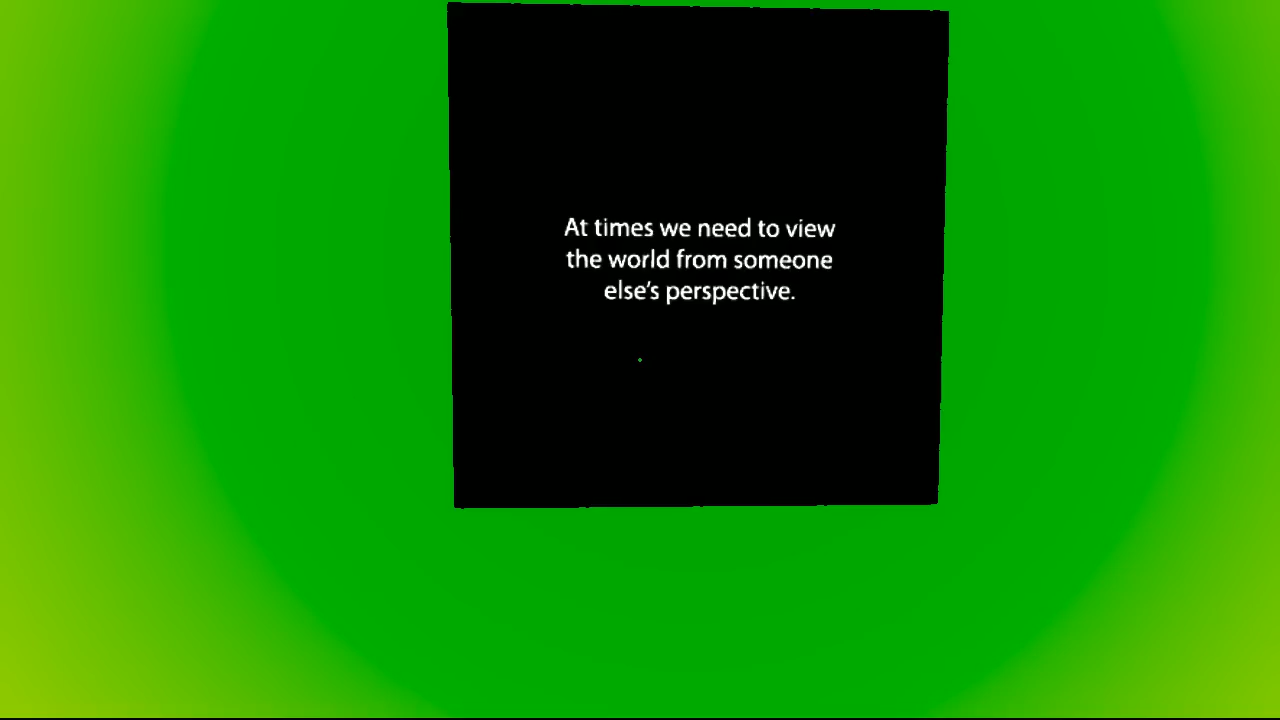 At times we need to view
the world from someone
else’s perspective.